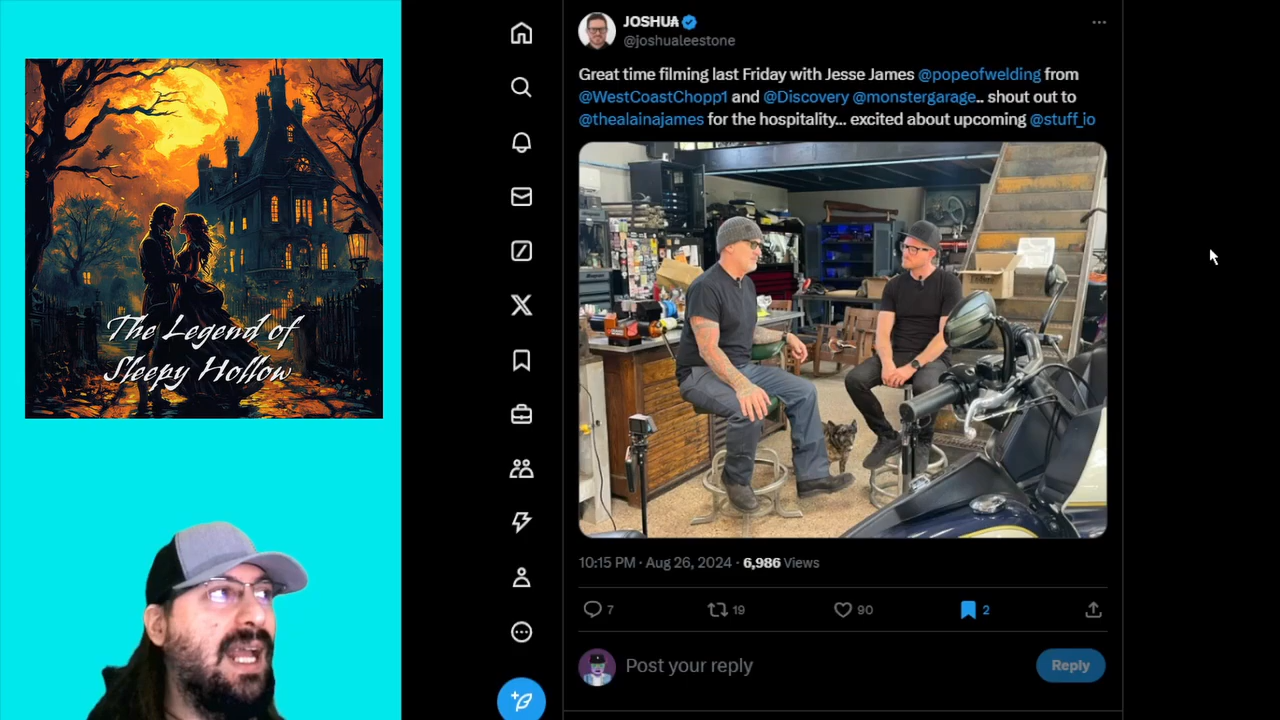 The Legend of
Sleepy Hollow
JOSHUA
@joshualeestone
Great time filming last Friday with Jesse James @popeofwelding from
@WestCoastChopp1 and @Discovery @monstergarage.. shout out to
@thealainajames for the hospitality... excited about upcoming @stuff_io
10:15 PM · Aug 26, 2024 · 6,986 Views
7 19 90 2
Post your reply
Reply